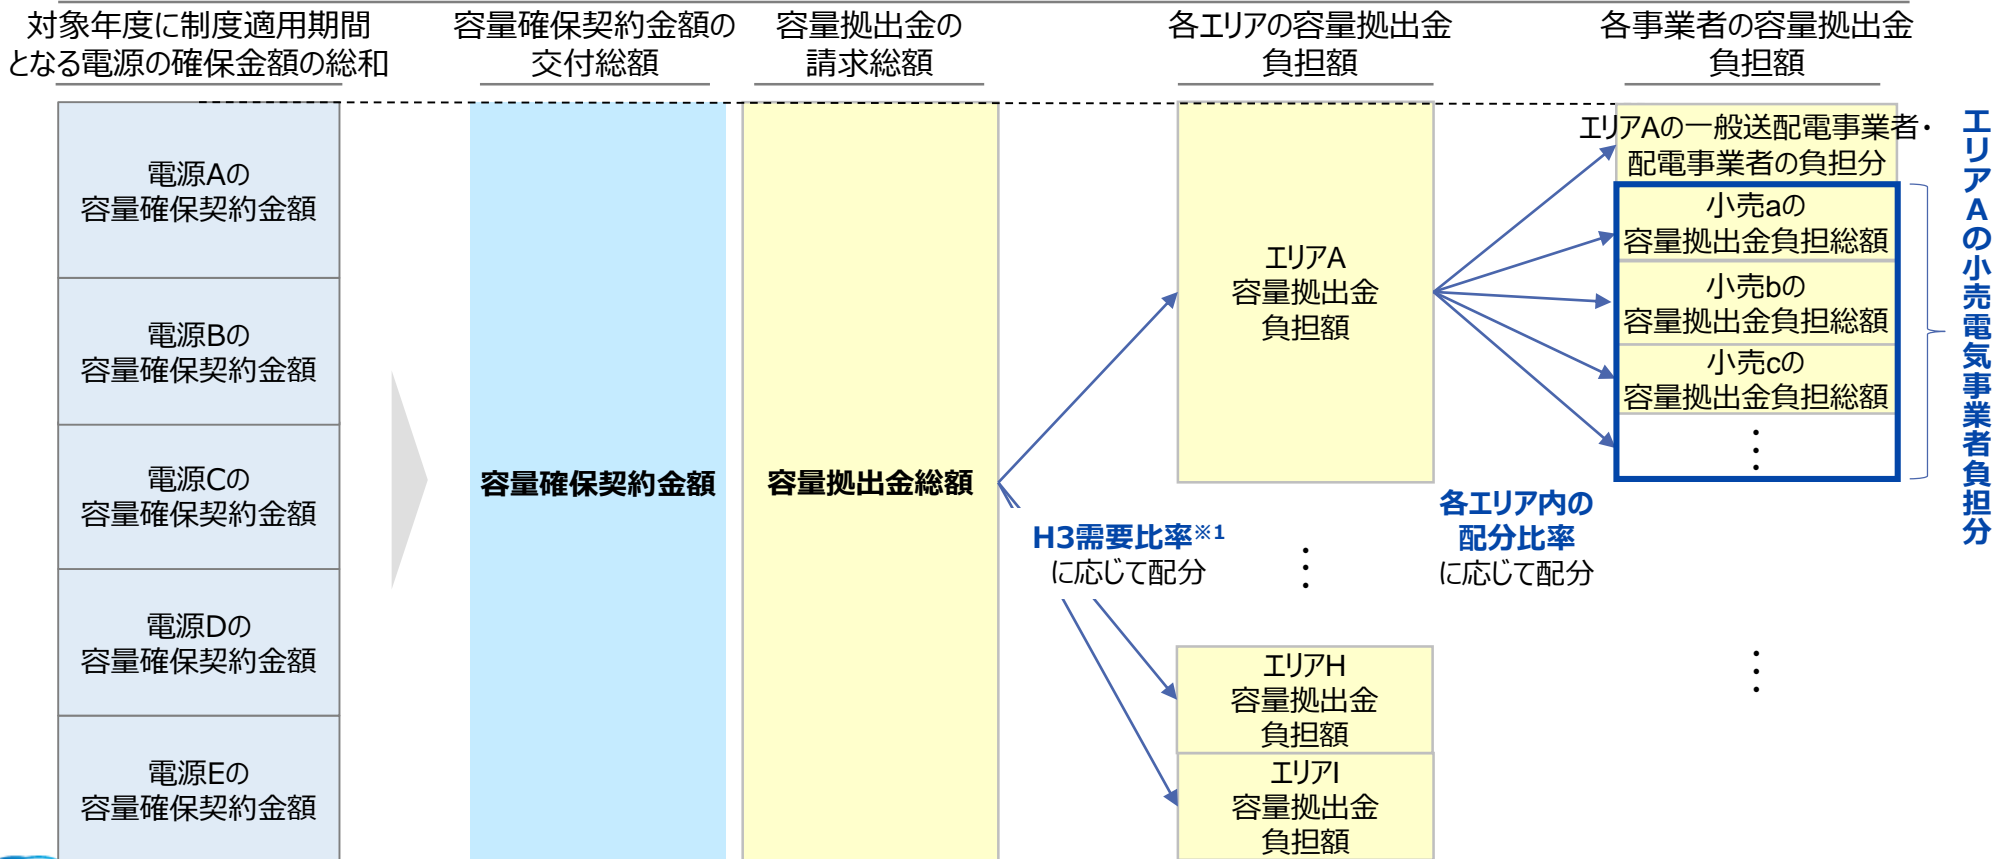 対象年度に制度適用期間
となる電源の確保金額の総和
容量確保契約金額の
交付総額
容量拠出金の
請求総額
各エリアの容量拠出金
負担額
各事業者の容量拠出金
負担額
電源Aの
容量確保契約金額
電源Bの
容量確保契約金額
電源Cの
容量確保契約金額
電源Dの
容量確保契約金額
電源Eの
容量確保契約金額
容量確保契約金額
容量拠出金総額
H3需要比率※1
に応じて配分
エリアA
容量拠出金
負担額
⋮
エリアH
容量拠出金
負担額
エリアI
容量拠出金
負担額
各エリア内の
配分比率
に応じて配分
エリアAの一般送配電事業者・
配電事業者の負担分
小売aの
容量拠出金負担総額
小売bの
容量拠出金負担総額
小売cの
容量拠出金負担総額
⋮
⋮
エリアAの小売電気事業者負担分